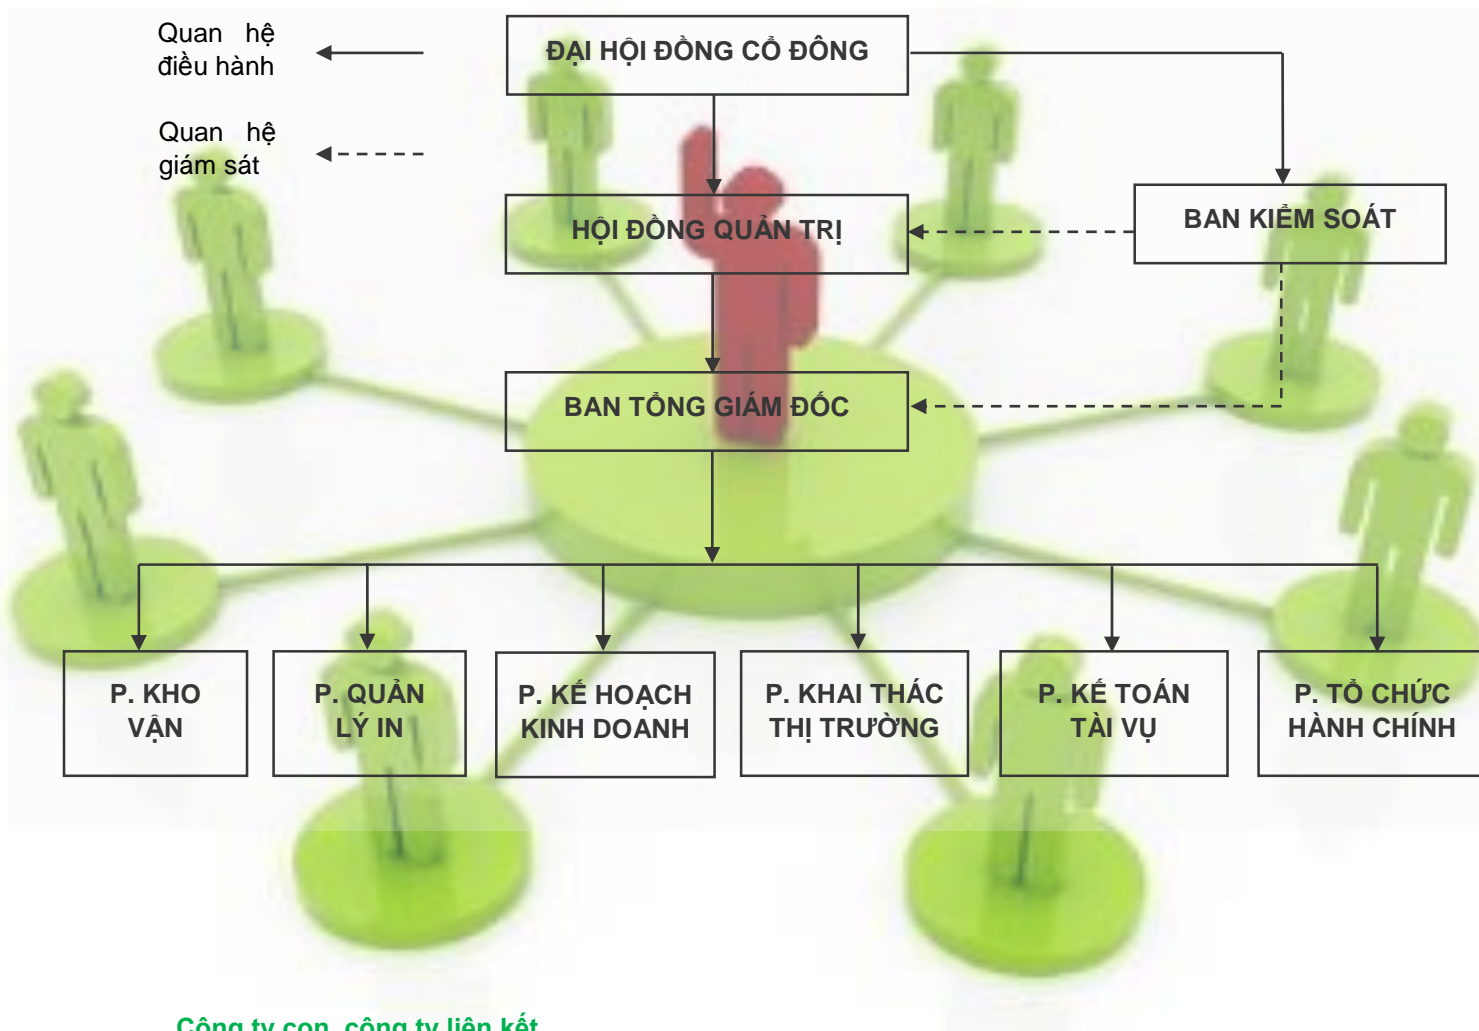 Quan hệ
điều hành
ĐẠI HỘI ĐỒNG CỔ ĐÔNG
Quan hệ
giám sát
HỘI ĐỒNG QUẢN TRỊ
BAN KIỂM SOÁT
BAN TỔNG GIÁM ĐỐC
P. KHO
VẬN
P. QUẢN
LÝ IN
P. KẾ HOẠCH
KINH DOANH
P. KHAI THÁC
THỊ TRƯỜNG
P. KẾ TOÁN
TÀI VỤ
P. TỔ CHỨC
HÀNH CHÍNH
Công ty con, công ty liên kết